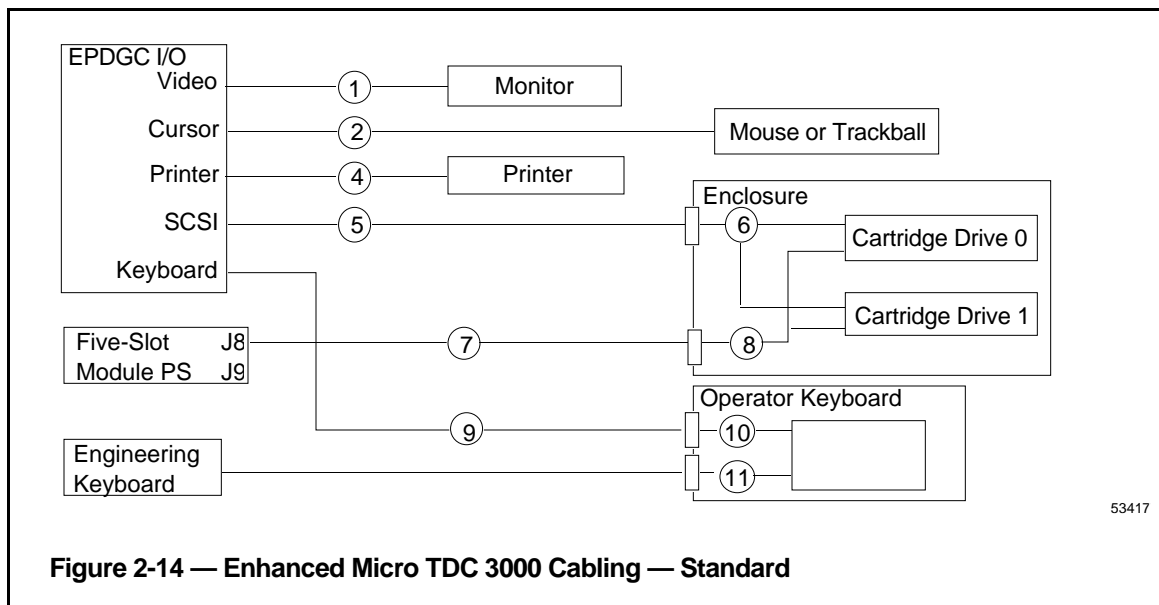 EPDGC I/O
Video
1
Monitor
Cursor
2
Mouse or Trackball
Printer
4
Printer
Enclosure
SCSI
5
6
Cartridge Drive 0
Keyboard
Cartridge Drive 1
Five-Slot J8
Module PS J9
7
8
Operator Keyboard
9
10
Engineering
Keyboard
11
53417
Figure 2-14 — Enhanced Micro TDC 3000 Cabling — Standard